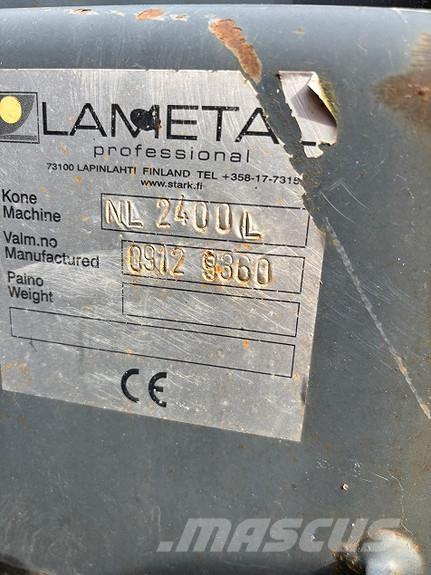 LAMETA
professional
73100 LAPINLAHTI FINLAND TEL +358-17-7315
www.stark.fi
Kone
Machine
NL 2400 L
Valm.no
Manufactured
0912 9360
Paino
Weight
CE
MASCUS